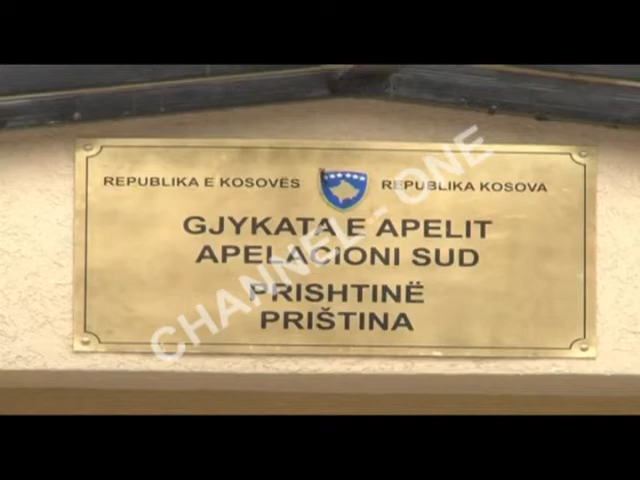 REPUBLIKA E KOSOVËS REPUBLIKA KOSOVA
GJYKATA E APELIT
APELACIONI SUD
PRISHTINË
PRIŠTINA
CHANNEL - ONE